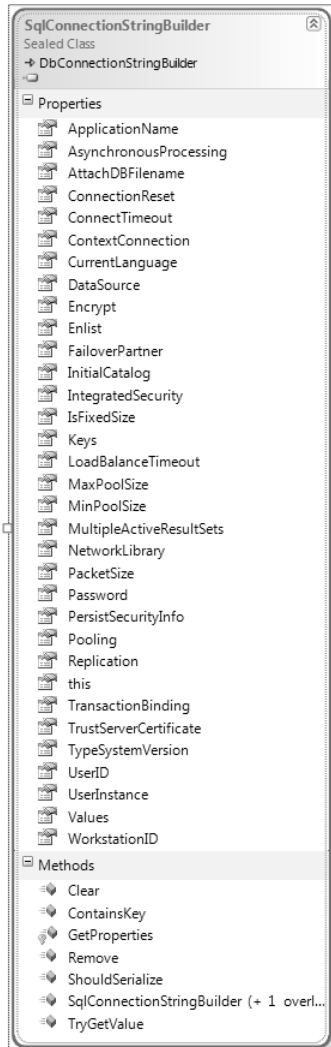 SqlConnectionStringBuilder
Sealed Class
DbConnectionStringBuilder
Properties
ApplicationName
AsynchronousProcessing
AttachDBFilename
ConnectionReset
ConnectTimeout
ContextConnection
CurrentLanguage
DataSource
Encrypt
Enlist
FailoverPartner
InitialCatalog
IntegratedSecurity
IsFixedSize
Keys
LoadBalanceTimeout
MaxPoolSize
MinPoolSize
MultipleActiveResultSets
NetworkLibrary
PacketSize
Password
PersistSecurityInfo
Pooling
Replication
this
TransactionBinding
TrustServerCertificate
TypeSystemVersion
UserID
UserInstance
Values
WorkstationID
Methods
Clear
ContainsKey
GetProperties
Remove
ShouldSerialize
SqlConnectionStringBuilder (+ 1 overl...
TryGetValue